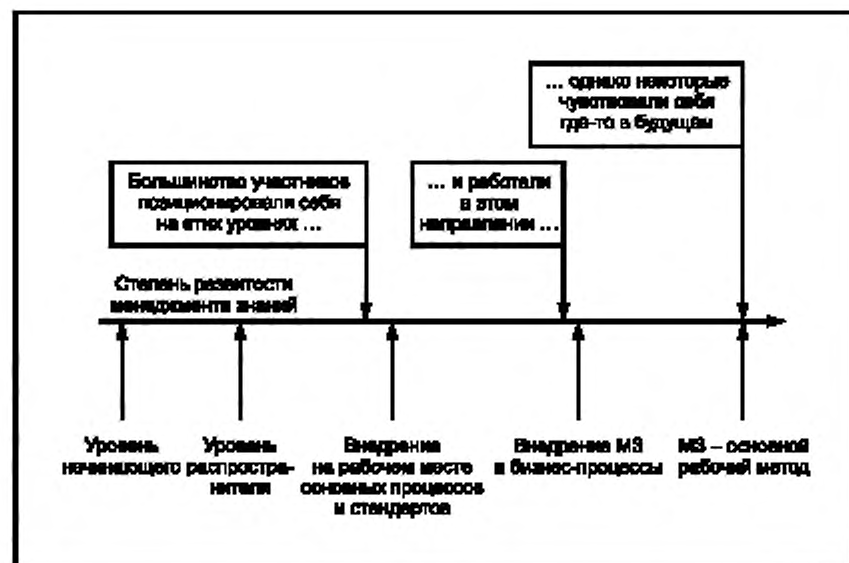 … однако некоторые
чувствовали себя
где-то в будущем
Большинство участников
позиционировали себя
на этих уровнях …
… и работали
в этом
направлении …
Степень развитости
менеджмента знаний
Уровень
начинающего
Уровень
распростра-
нителя
Внедрение
на рабочем месте
основных процессов
и стандартов
Внедрение МЗ
в бизнес-процессы
МЗ – основной
рабочий метод